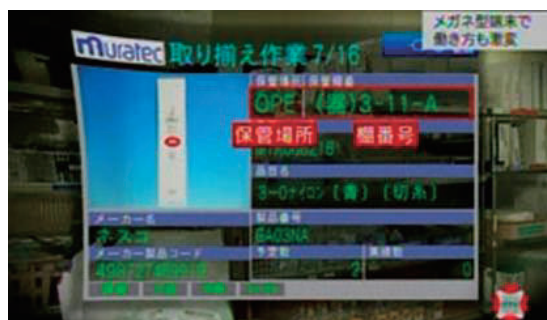 メガネ型端末で
働き方も激変
muratec 取り揃え作業 7/16
保管場所 保管棚番
OPE (棚)3-11-A
保管場所 棚番号
品目名
3-0ナイロン(青)(切糸)
メーカー名 製品番号
ネスコ GA03NA
メーカー製品コード 予定数 実績数
2 0